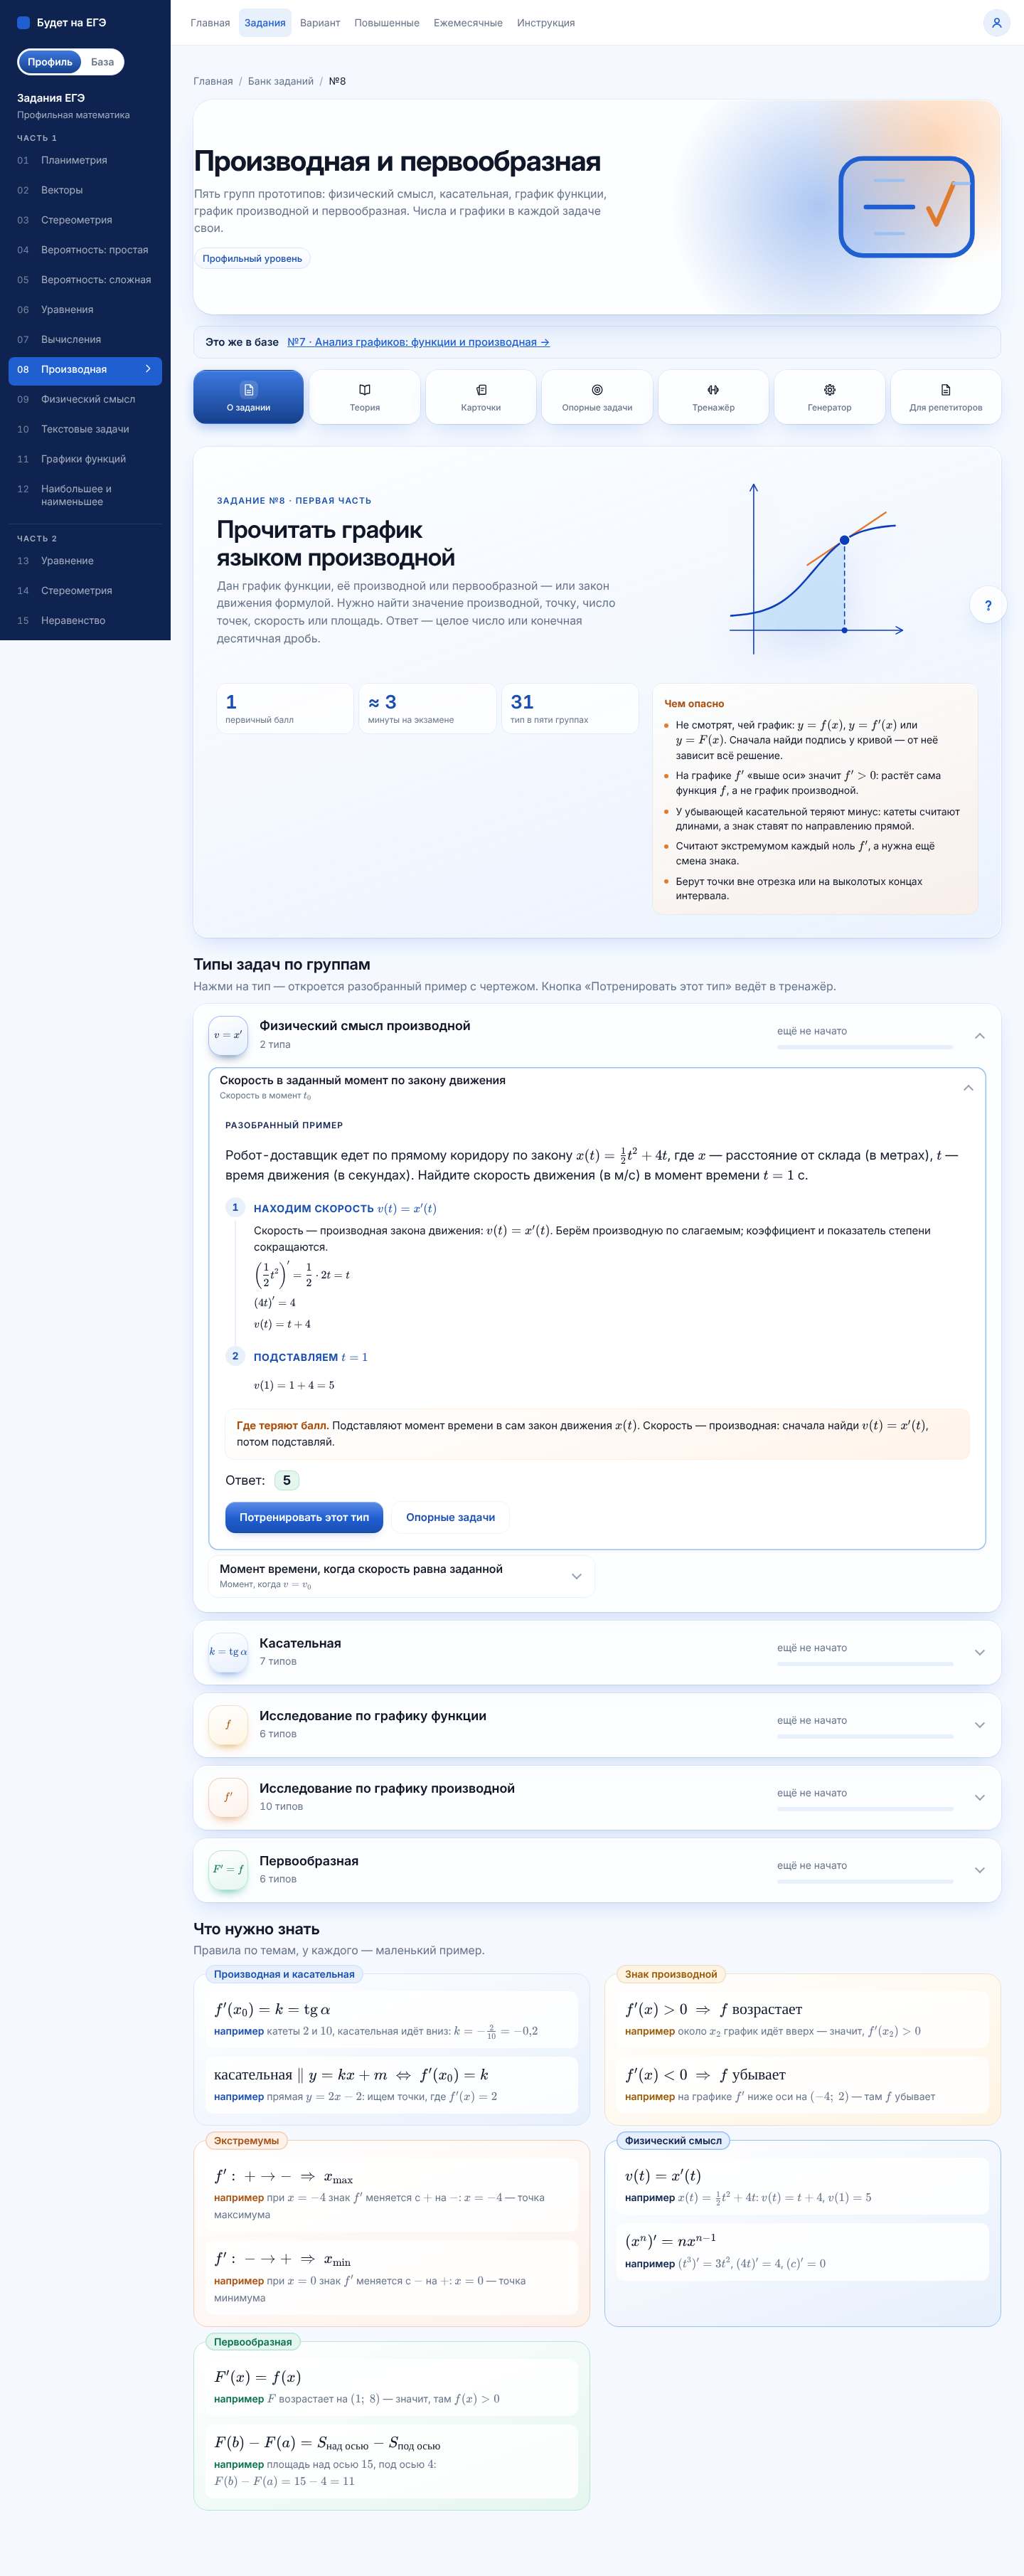 Будет на ЕГЭ
Профиль База
Задания ЕГЭ
Профильная математика
ЧАСТЬ 1
01 Планиметрия
02 Векторы
03 Стереометрия
04 Вероятность: простая
05 Вероятность: сложная
06 Уравнения
07 Вычисления
08 Производная
09 Физический смысл
10 Текстовые задачи
11 Графики функций
12 Наибольшее и
наименьшее
ЧАСТЬ 2
13 Уравнение
14 Стереометрия
15 Неравенство
Главная Задания Вариант Повышенные Ежемесячные Инструкция
Главная / Банк заданий / №8
Производная и первообразная
Пять групп прототипов: физический смысл, касательная, график функции,
график производной и первообразная. Числа и графики в каждой задаче
свои.
Профильный уровень
Это же в базе №7 · Анализ графиков: функции и производная →
О задании Теория Карточки Опорные задачи Тренажёр Генератор Для репетиторов
ЗАДАНИЕ №8 · ПЕРВАЯ ЧАСТЬ
Прочитать график
языком производной
Дан график функции, её производной или первообразной — или закон
движения формулой. Нужно найти значение производной, точку, число
точек, скорость или площадь. Ответ — целое число или конечная
десятичная дробь.
?
1
первичный балл
≈ 3
минуты на экзамене
31
тип в пяти группах
Чем опасно
Не смотрят, чей график: y = f(x), y = f′(x) или
y = F(x). Сначала найди подпись у кривой — от неё
зависит всё решение.
На графике f′ «выше оси» значит f′ > 0: растёт сама
функция f, а не график производной.
У убывающей касательной теряют минус: катеты считают
длинами, а знак ставят по направлению прямой.
Считают экстремумом каждый ноль f′, а нужна ещё
смена знака.
Берут точки вне отрезка или на выколотых концах
интервала.
Типы задач по группам
Нажми на тип — откроется разобранный пример с чертежом. Кнопка «Потренировать этот тип» ведёт в тренажёр.
v = x′
Физический смысл производной
2 типа
ещё не начато
Скорость в заданный момент по закону движения
Скорость в момент t₀
РАЗОБРАННЫЙ ПРИМЕР
Робот-доставщик едет по прямому коридору по закону x(t) = 1/2 t² + 4t, где x — расстояние от склада (в метрах), t —
время движения (в секундах). Найдите скорость движения (в м/с) в момент времени t = 1 с.
1 НАХОДИМ СКОРОСТЬ v(t) = x′(t)
Скорость — производная закона движения: v(t) = x′(t). Берём производную по слагаемым; коэффициент и показатель степени
сокращаются.
(1/2 t²)′ = 1/2 · 2t = t
(4t)′ = 4
v(t) = t + 4
2 ПОДСТАВЛЯЕМ t = 1
v(1) = 1 + 4 = 5
Где теряют балл. Подставляют момент времени в сам закон движения x(t). Скорость — производная: сначала найди v(t) = x′(t),
потом подставляй.
Ответ: 5
Потренировать этот тип Опорные задачи
Момент времени, когда скорость равна заданной
Момент, когда v = v₀
k = tg α
Касательная
7 типов
ещё не начато
f
Исследование по графику функции
6 типов
ещё не начато
f′
Исследование по графику производной
10 типов
ещё не начато
F′ = f
Первообразная
6 типов
ещё не начато
Что нужно знать
Правила по темам, у каждого — маленький пример.
Производная и касательная
f′(x₀) = k = tg α
например катеты 2 и 10, касательная идёт вниз: k = −2/10 = −0,2
касательная ∥ y = kx + m ⇔ f′(x₀) = k
например прямая y = 2x − 2: ищем точки, где f′(x) = 2
Знак производной
f′(x) > 0 ⇒ f возрастает
например около x₂ график идёт вверх — значит, f′(x₂) > 0
f′(x) < 0 ⇒ f убывает
например на графике f′ ниже оси на (−4; 2) — там f убывает
Экстремумы
f′ : + → − ⇒ xmax
например при x = −4 знак f′ меняется с + на −: x = −4 — точка
максимума
f′ : − → + ⇒ xmin
например при x = 0 знак f′ меняется с − на +: x = 0 — точка
минимума
Физический смысл
v(t) = x′(t)
например x(t) = 1/2 t² + 4t: v(t) = t + 4, v(1) = 5
(xⁿ)′ = nxⁿ⁻¹
например (t³)′ = 3t², (4t)′ = 4, (c)′ = 0
Первообразная
F′(x) = f(x)
например F возрастает на (1; 8) — значит, там f(x) > 0
F(b) − F(a) = Sнад осью − Sпод осью
например площадь над осью 15, под осью 4:
F(b) − F(a) = 15 − 4 = 11